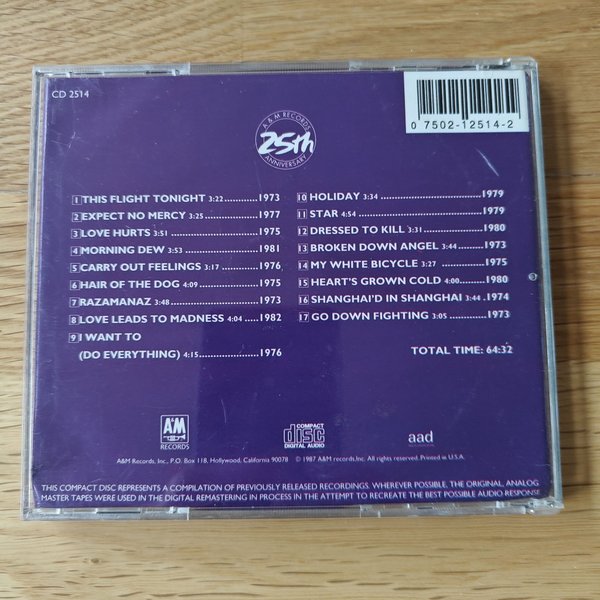 CD 2514
0 7502-12514-2
A & M RECORDS
25th
ANNIVERSARY
1 THIS FLIGHT TONIGHT 3:22............1973
2 EXPECT NO MERCY 3:25.................1977
3 LOVE HURTS 3:51............................1975
4 MORNING DEW 3:53......................1981
5 CARRY OUT FEELINGS 3:17............1976
6 HAIR OF THE DOG 4:09..................1975
7 RAZAMANAZ 3:48...........................1973
8 LOVE LEADS TO MADNESS 4:04.....1982
9 I WANT TO
(DO EVERYTHING) 4:15...................1976
10 HOLIDAY 3:34 ................................1979
11 STAR 4:54.......................................1979
12 DRESSED TO KILL 3:31....................1980
13 BROKEN DOWN ANGEL 3:44.........1973
14 MY WHITE BICYCLE 3:27 ..............1975
15 HEART'S GROWN COLD 4:00.........1980
16 SHANGHAI'D IN SHANGHAI 3:44..1974
17 GO DOWN FIGHTING 3:05.............1973
TOTAL TIME: 64:32
A&M
RECORDS
COMPACT
disc
DIGITAL AUDIO
aad
A&M Records, Inc., P.O. Box 118, Hollywood, California 90078 © 1987 A&M records,Inc. All rights reserved. Printed in U.S.A.
THIS COMPACT DISC REPRESENTS A COMPILATION OF PREVIOUSLY RELEASED RECORDINGS. WHEREVER POSSIBLE, THE ORIGINAL, ANALOG
MASTER TAPES WERE USED IN THE DIGITAL REMASTERING IN PROCESS IN THE ATTEMPT TO RECREATE THE BEST POSSIBLE AUDIO RESPONSE